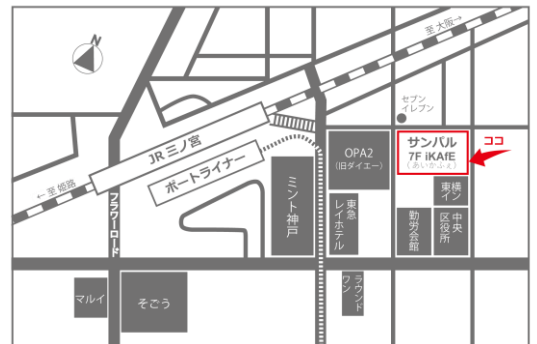 N
至 大阪→
セブン
イレブン
JR 三ノ宮
ポートライナー
← 至 姫路
フラワーロード
ミント神戸
OPA2
(旧ダイエー)
サンパル
7F iKAfE
(あいかふぇ)
ココ
東横
イン
東急
レイホテル
勤労会館
中央
区役所
マルイ
そごう
ラウンド
ワン